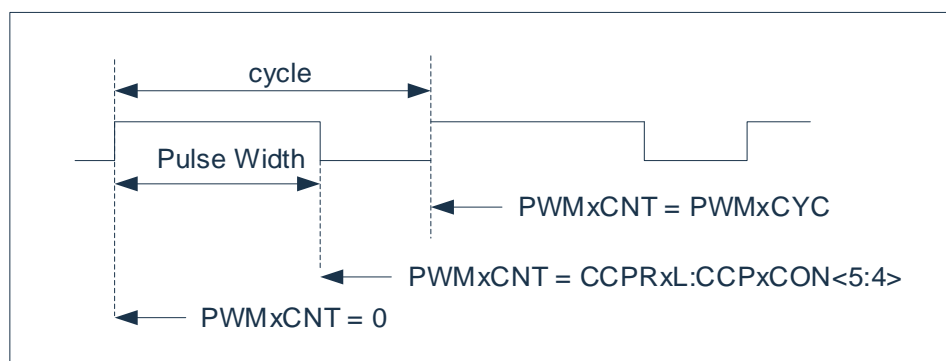 cycle
Pulse Width
PWMxCNT = PWMxCYC
PWMxCNT = CCPRxL:CCPxCON<5:4>
PWMxCNT = 0